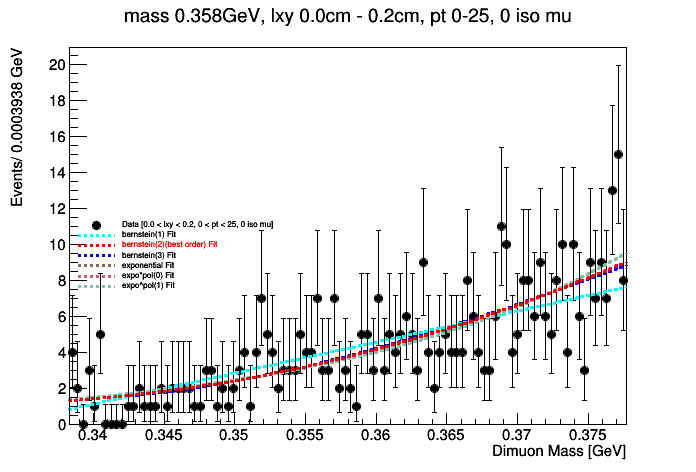 mass 0.358GeV, lxy 0.0cm - 0.2cm, pt 0-25, 0 iso mu
Events/ 0.0003938 GeV
20
18
16
14
12
10
8
6
4
2
0
Data [0.0 < lxy < 0.2, 0 < pt < 25, 0 iso mu]
bernstein(1) Fit
bernstein(2)(best order) Fit
bernstein(3) Fit
exponential Fit
expo*pol(0) Fit
expo*pol(1) Fit
0.34 0.345 0.35 0.355 0.36 0.365 0.37 0.375
Dimuon Mass [GeV]